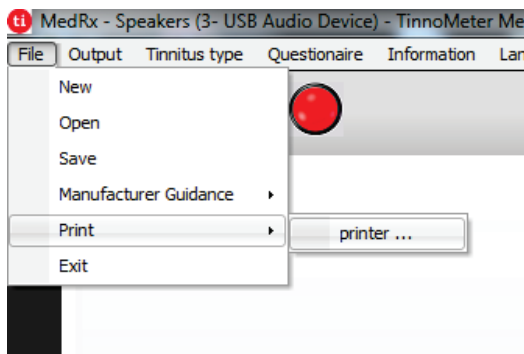 ti MedRx - Speakers (3- USB Audio Device) - TinnoMeter Me
File Output Tinnitus type Questionaire Information Lan
New
Open
Save
Manufacturer Guidance
Print
printer ...
Exit